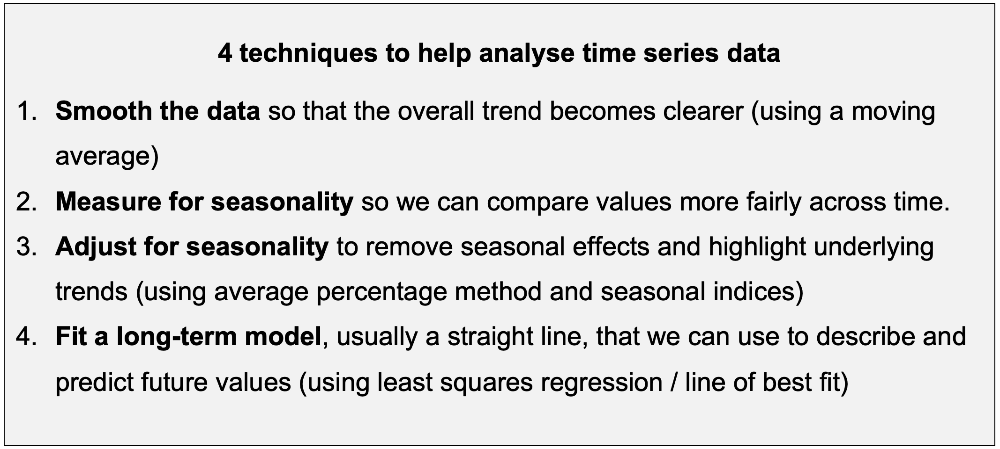 4 techniques to help analyse time series data
1. Smooth the data so that the overall trend becomes clearer (using a moving
average)
2. Measure for seasonality so we can compare values more fairly across time.
3. Adjust for seasonality to remove seasonal effects and highlight underlying
trends (using average percentage method and seasonal indices)
4. Fit a long-term model, usually a straight line, that we can use to describe and
predict future values (using least squares regression / line of best fit)